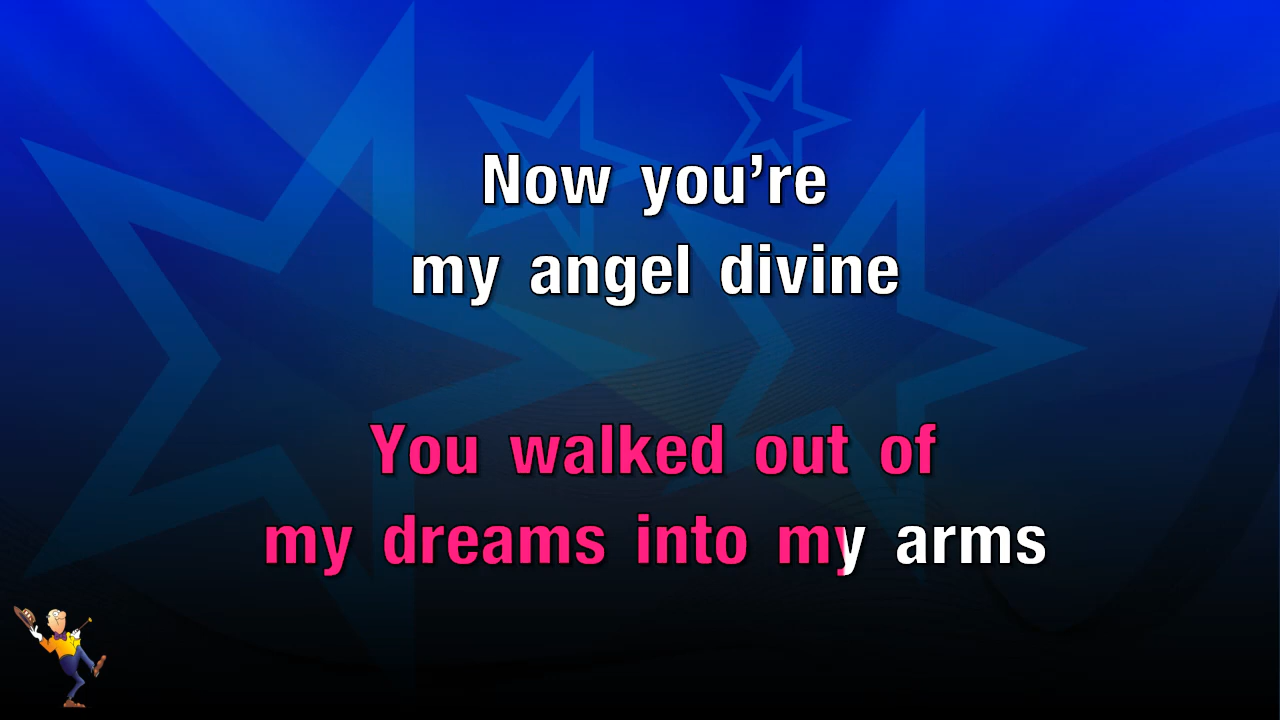 Now you’re
my angel divine
You walked out of
my dreams into my arms